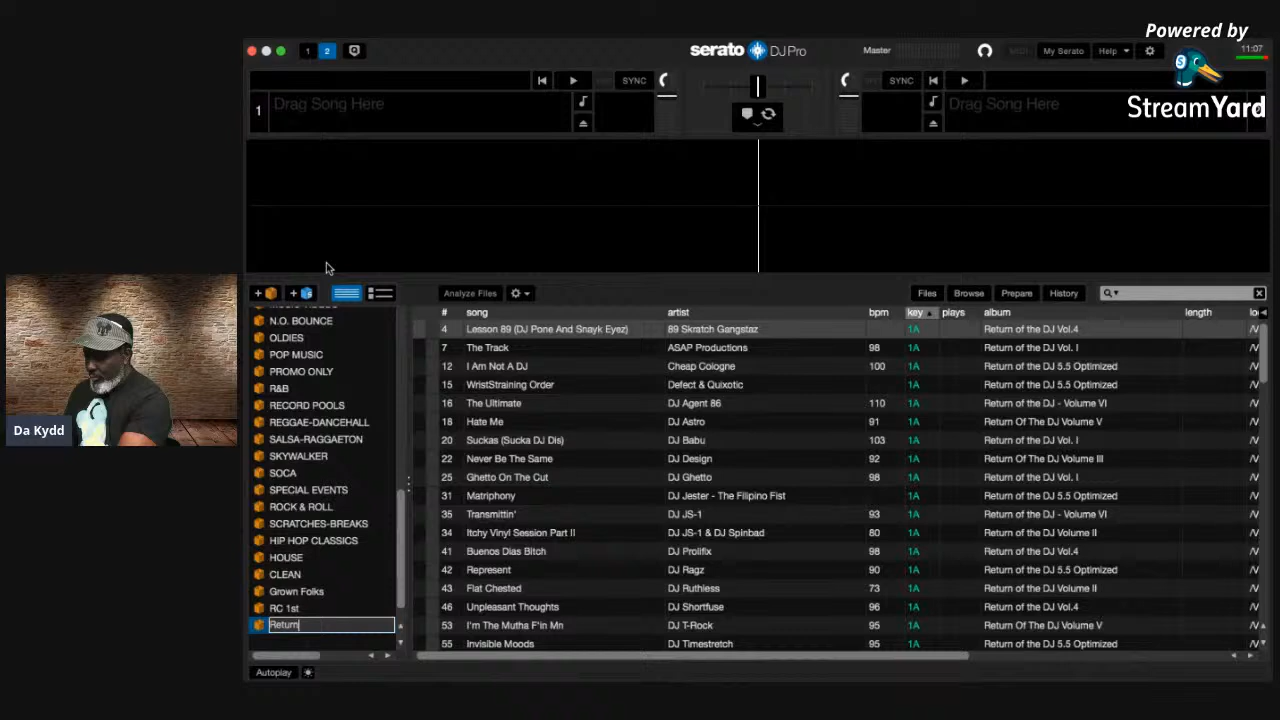 Powered by
StreamYard
1 2
serato DJ Pro
Master
MIDI
My Serato
Help
11:07
SYNC
SYNC
1
Drag Song Here
Drag Song Here
Analyze Files
Files
Browse
Prepare
History
# song artist bpm key plays album length
N.O. BOUNCE
OLDIES
POP MUSIC
PROMO ONLY
R&B
RECORD POOLS
REGGAE-DANCEHALL
SALSA-RAGGAETON
SKYWALKER
SOCA
SPECIAL EVENTS
ROCK & ROLL
SCRATCHES-BREAKS
HIP HOP CLASSICS
HOUSE
CLEAN
Grown Folks
RC 1st
Return
4 Lesson 89 (DJ Pone And Snayk Eyez) 89 Skratch Gangstaz 1A Return of the DJ Vol.4 /V
7 The Track ASAP Productions 98 1A Return of the DJ Vol. I /V
12 I Am Not A DJ Cheap Cologne 100 1A Return of the DJ 5.5 Optimized /V
15 WristStraining Order Defect & Quixotic 1A Return of the DJ 5.5 Optimized /V
16 The Ultimate DJ Agent 86 110 1A Return of the DJ - Volume VI /V
18 Hate Me DJ Astro 91 1A Return Of The DJ Volume V /V
20 Suckas (Sucka DJ Dis) DJ Babu 103 1A Return of the DJ Vol. I /V
22 Never Be The Same DJ Design 92 1A Return Of The DJ Volume III /V
25 Ghetto On The Cut DJ Ghetto 98 1A Return of the DJ Vol. I /V
31 Matriphony DJ Jester - The Filipino Fist 1A Return of the DJ 5.5 Optimized /V
35 Transmittin' DJ JS-1 93 1A Return of the DJ - Volume VI /V
34 Itchy Vinyl Session Part II DJ JS-1 & DJ Spinbad 80 1A Return of the DJ Volume II /V
41 Buenos Dias Bitch DJ Prolifix 98 1A Return of the DJ Vol.4 /V
42 Represent DJ Ragz 90 1A Return of the DJ 5.5 Optimized /V
43 Flat Chested DJ Ruthless 73 1A Return of the DJ Volume II /V
46 Unpleasant Thoughts DJ Shortfuse 96 1A Return of the DJ Vol.4 /V
53 I'm The Mutha F'in Mn DJ T-Rock 95 1A Return Of The DJ Volume V /V
55 Invisible Moods DJ Timestretch 95 1A Return of the DJ 5.5 Optimized /V
Autoplay
Da Kydd